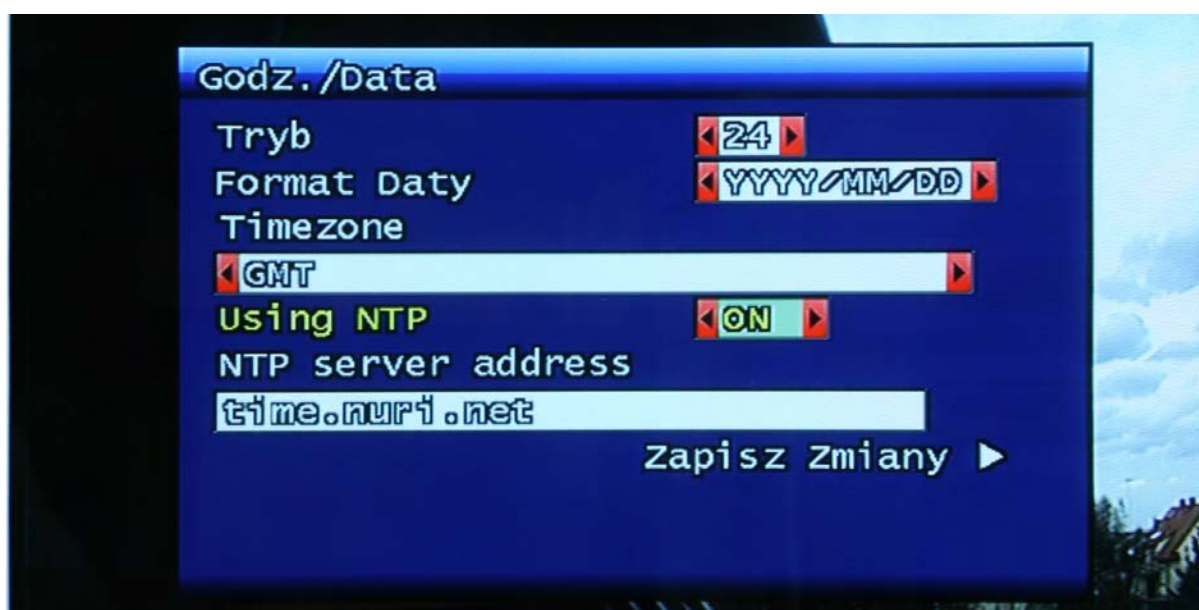 Godz./Data
Tryb 24
Format Daty YYYY/MM/DD
Timezone
GMT
Using NTP ON
NTP server address
time.nuri.net
Zapisz Zmiany